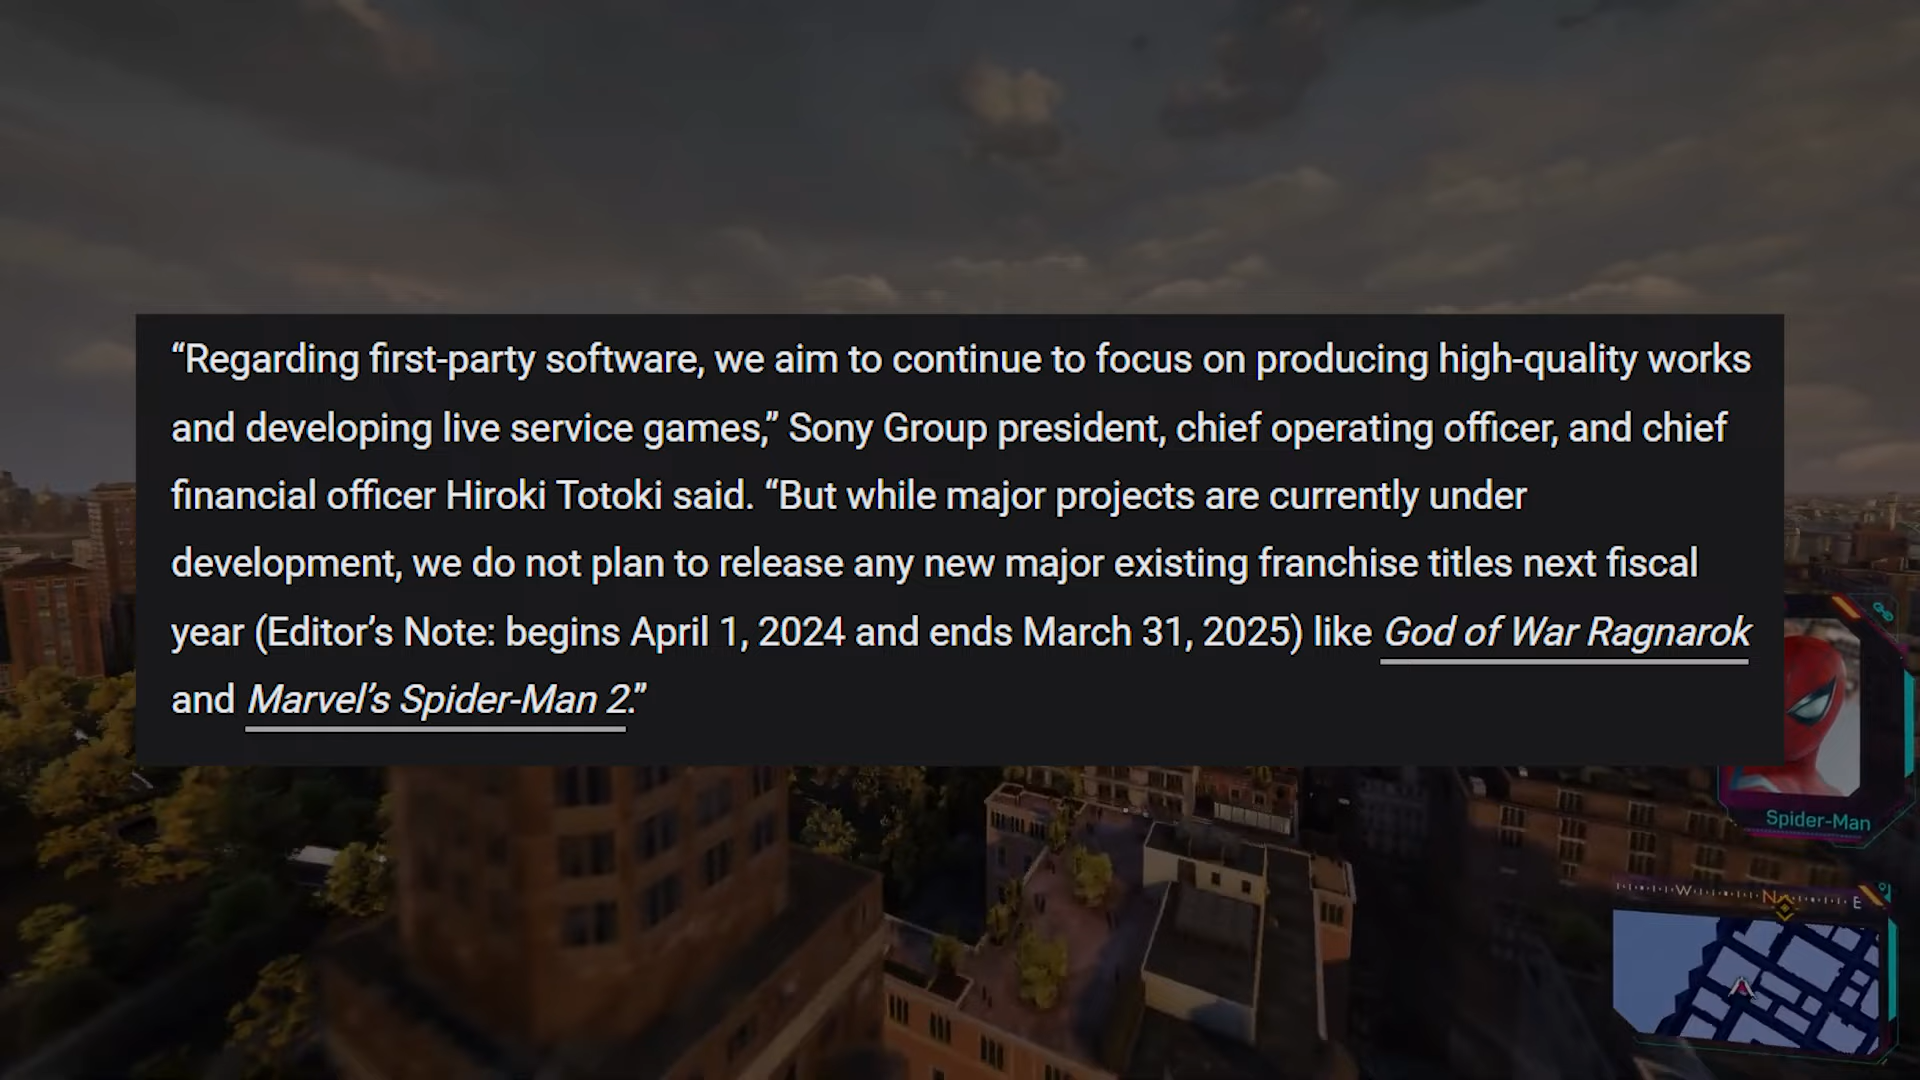 “Regarding first-party software, we aim to continue to focus on producing high-quality works
and developing live service games,” Sony Group president, chief operating officer, and chief
financial officer Hiroki Totoki said. “But while major projects are currently under
development, we do not plan to release any new major existing franchise titles next fiscal
year (Editor’s Note: begins April 1, 2024 and ends March 31, 2025) like God of War Ragnarok
and Marvel’s Spider-Man 2.”
Spider-Man
W N E